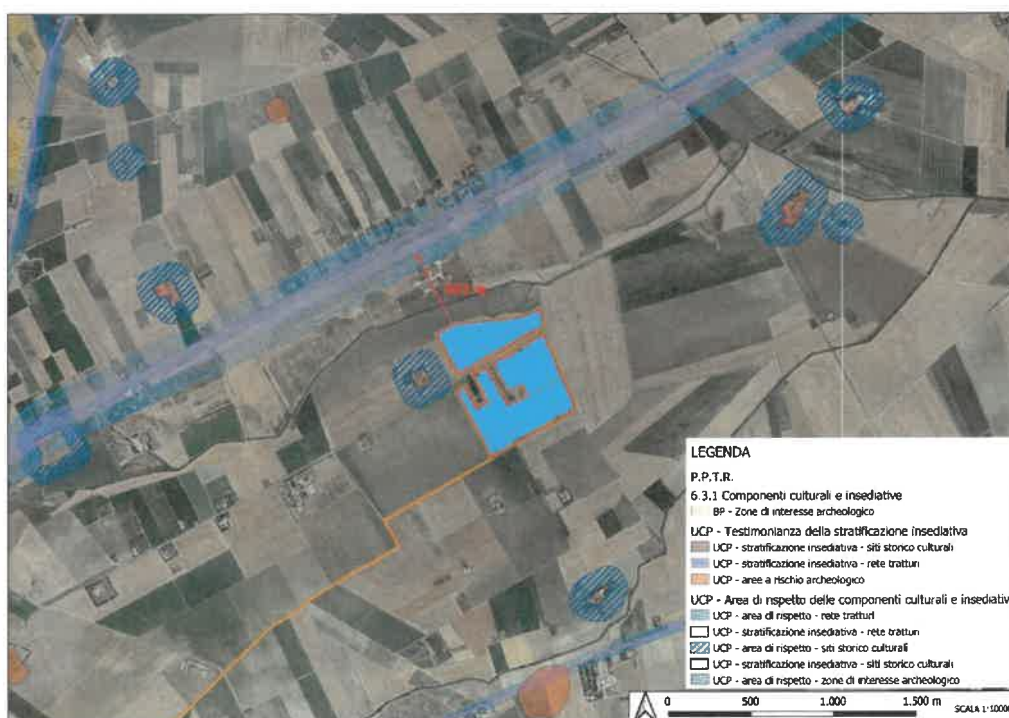 LEGENDA
P.P.T.R.
6.3.1 Componenti culturali e insediative
BP - Zone di interesse archeologico
UCP - Testimonianza della stratificazione insediativa
UCP - stratificazione insediativa - siti storico culturali
UCP - stratificazione insediativa - rete tratturi
UCP - aree a rischio archeologico
UCP - Area di rispetto delle componenti culturali e insediativ
UCP - area di rispetto - rete tratturi
UCP - stratificazione insediativa - rete tratturi
UCP - area di rispetto - siti storico culturali
UCP - stratificazione insediativa - siti storico culturali
UCP - area di rispetto - zone di interesse archeologico
0 500 1.000 1.500 m
SCALA 1:10000